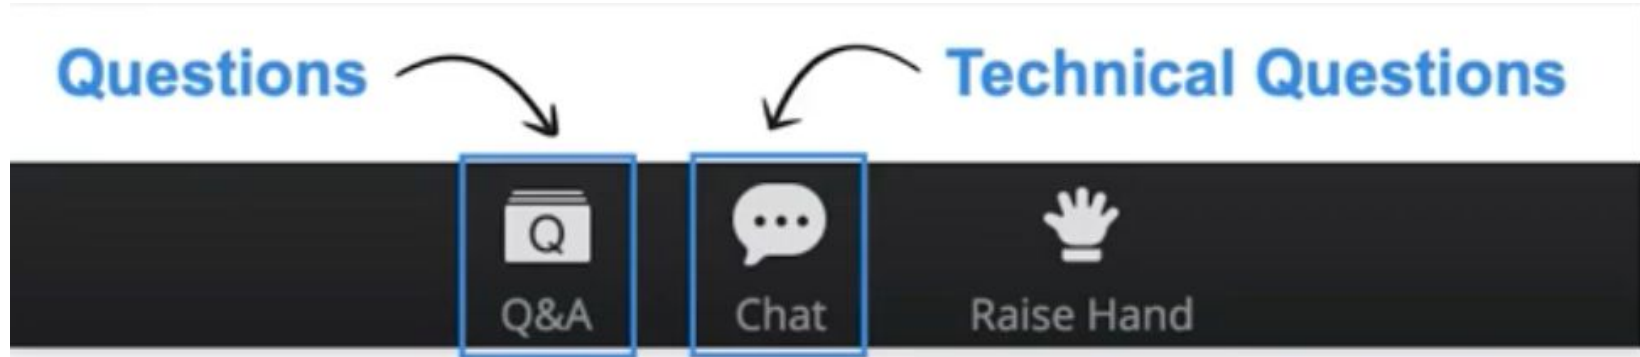 Questions
Technical Questions
Q
Q&A
Chat
Raise Hand